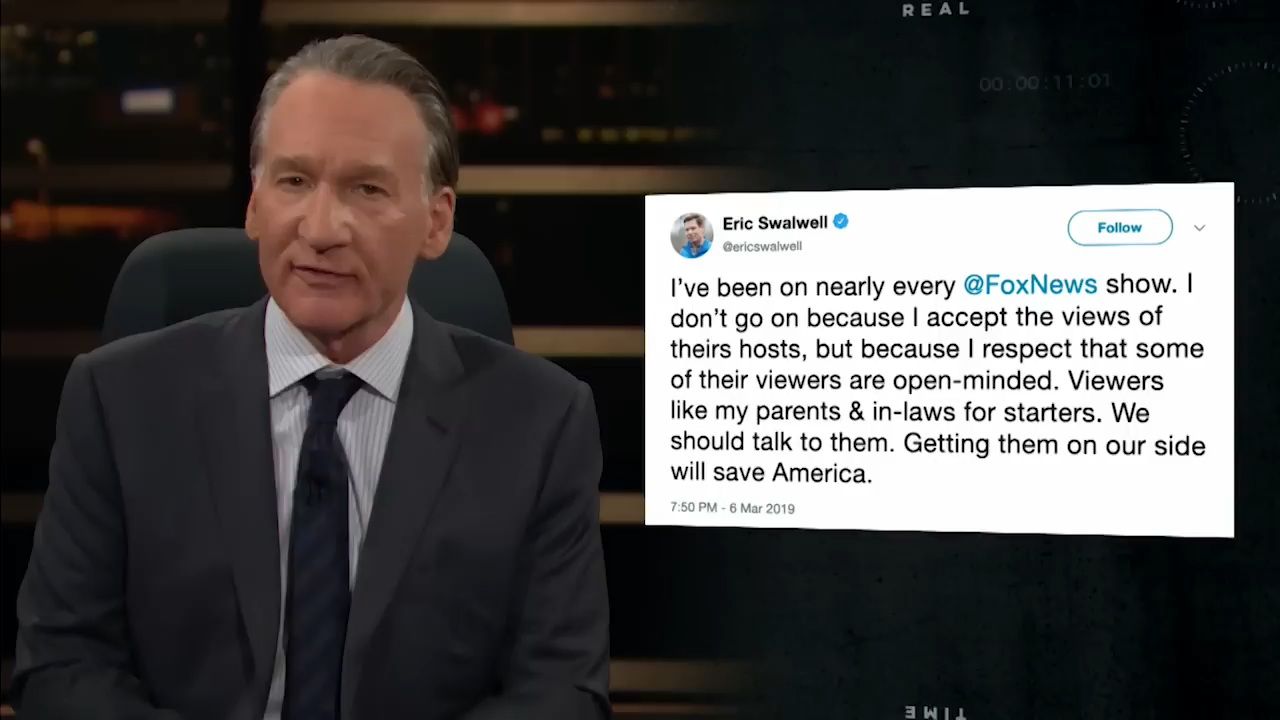 REAL
00:00:11:01
Eric Swalwell
@ericswalwell
Follow
I've been on nearly every @FoxNews show. I
don't go on because I accept the views of
theirs hosts, but because I respect that some
of their viewers are open-minded. Viewers
like my parents & in-laws for starters. We
should talk to them. Getting them on our side
will save America.
7:50 PM - 6 Mar 2019
TIME